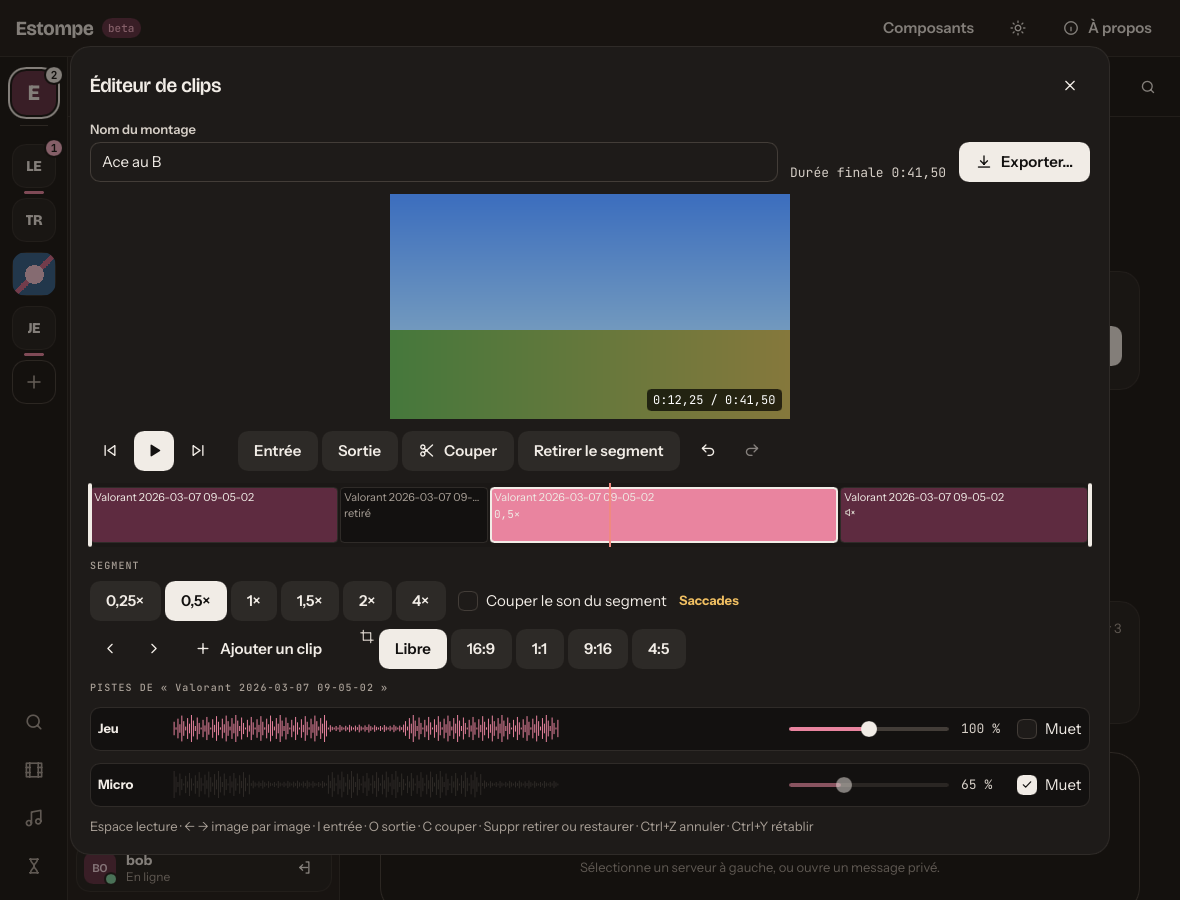 Estompe beta Composants À propos
E 2
Éditeur de clips
Nom du montage
LE 1
Ace au B
Durée finale 0:41,50
Exporter…
TR
JE
0:12,25 / 0:41,50
Entrée Sortie Couper Retirer le segment
Valorant 2026-03-07 09-05-02 Valorant 2026-03-07 09-… Valorant 2026-03-07 09-05-02 Valorant 2026-03-07 09-05-02
retiré 0,5×
SEGMENT
0,25× 0,5× 1× 1,5× 2× 4× Couper le son du segment Saccades
3
Ajouter un clip Libre 16:9 1:1 9:16 4:5
PISTES DE « Valorant 2026-03-07 09-05-02 »
Jeu 100 % Muet
Micro 65 % Muet
Espace lecture · ← → image par image · I entrée · O sortie · C couper · Suppr retirer ou restaurer · Ctrl+Z annuler · Ctrl+Y rétablir
BO bob
En ligne
Sélectionne un serveur à gauche, ou ouvre un message privé.